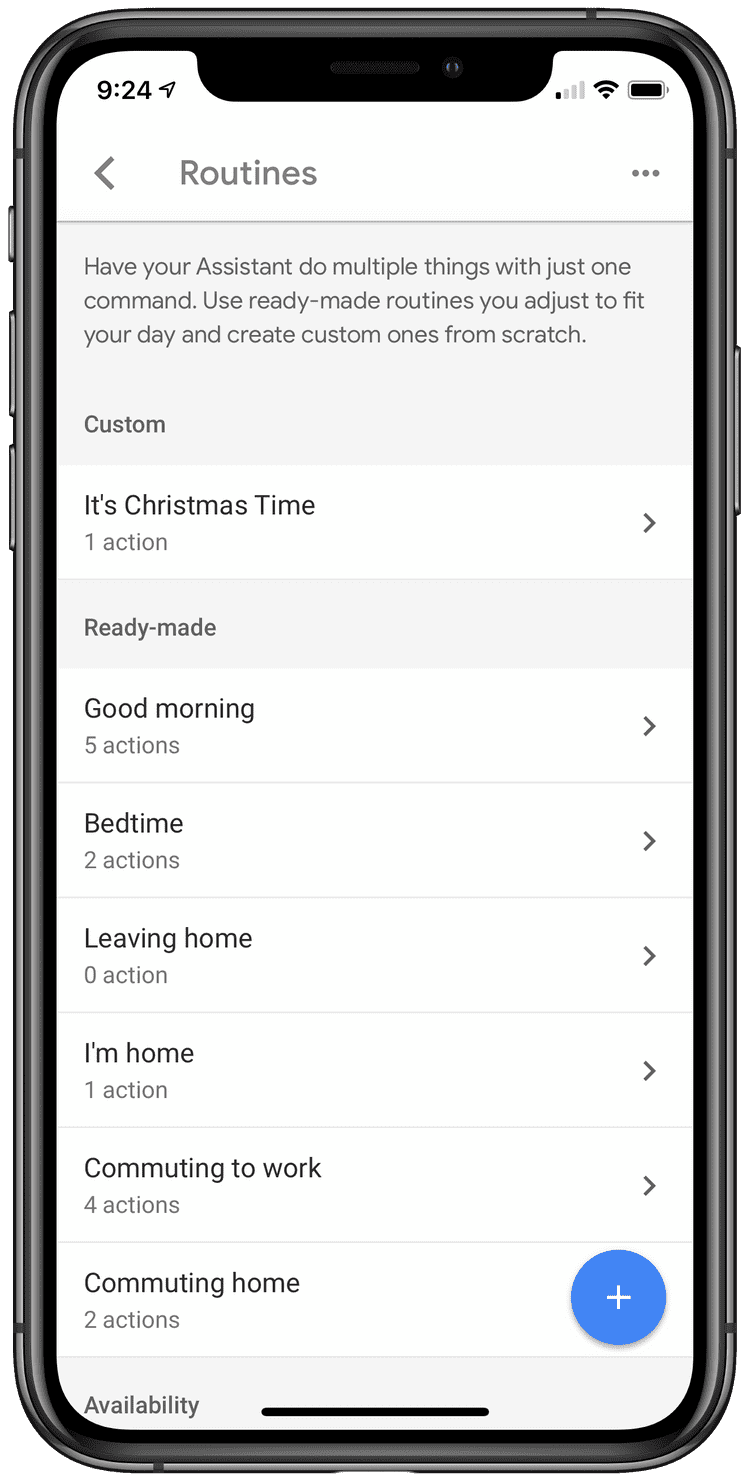 9:24
Routines
Have your Assistant do multiple things with just one
command. Use ready-made routines you adjust to fit
your day and create custom ones from scratch.
Custom
It's Christmas Time
1 action
Ready-made
Good morning
5 actions
Bedtime
2 actions
Leaving home
0 action
I'm home
1 action
Commuting to work
4 actions
Commuting home
2 actions
Availability